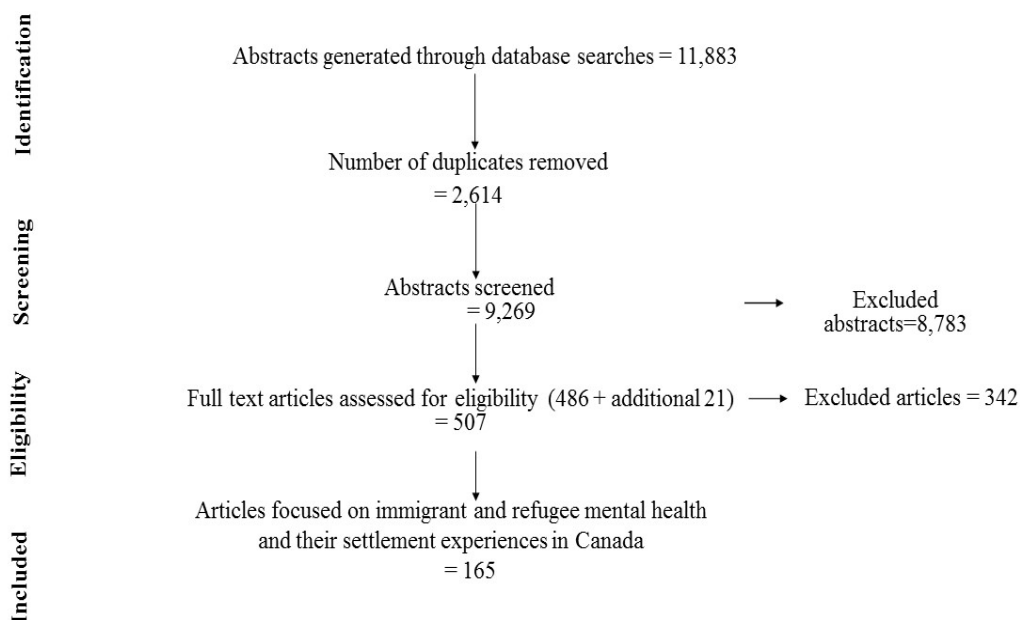 Identification
Abstracts generated through database searches = 11,883
Number of duplicates removed
= 2,614
Screening
Abstracts screened
= 9,269
Excluded
abstracts=8,783
Eligibility
Full text articles assessed for eligibility (486 + additional 21)
= 507
Excluded articles = 342
Included
Articles focused on immigrant and refugee mental health
and their settlement experiences in Canada
= 165